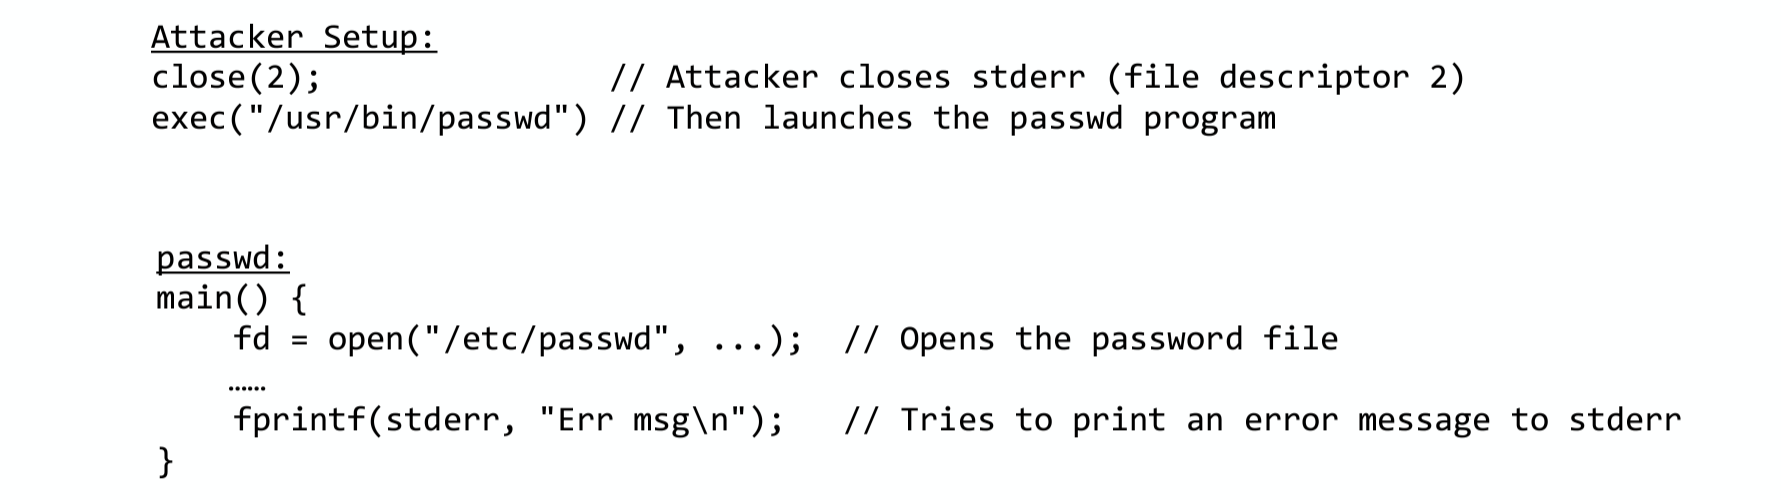 Attacker Setup:
close(2); // Attacker closes stderr (file descriptor 2)
exec("/usr/bin/passwd") // Then launches the passwd program
passwd:
main() {
fd = open("/etc/passwd", ...); // Opens the password file
……
fprintf(stderr, "Err msg\n"); // Tries to print an error message to stderr
}